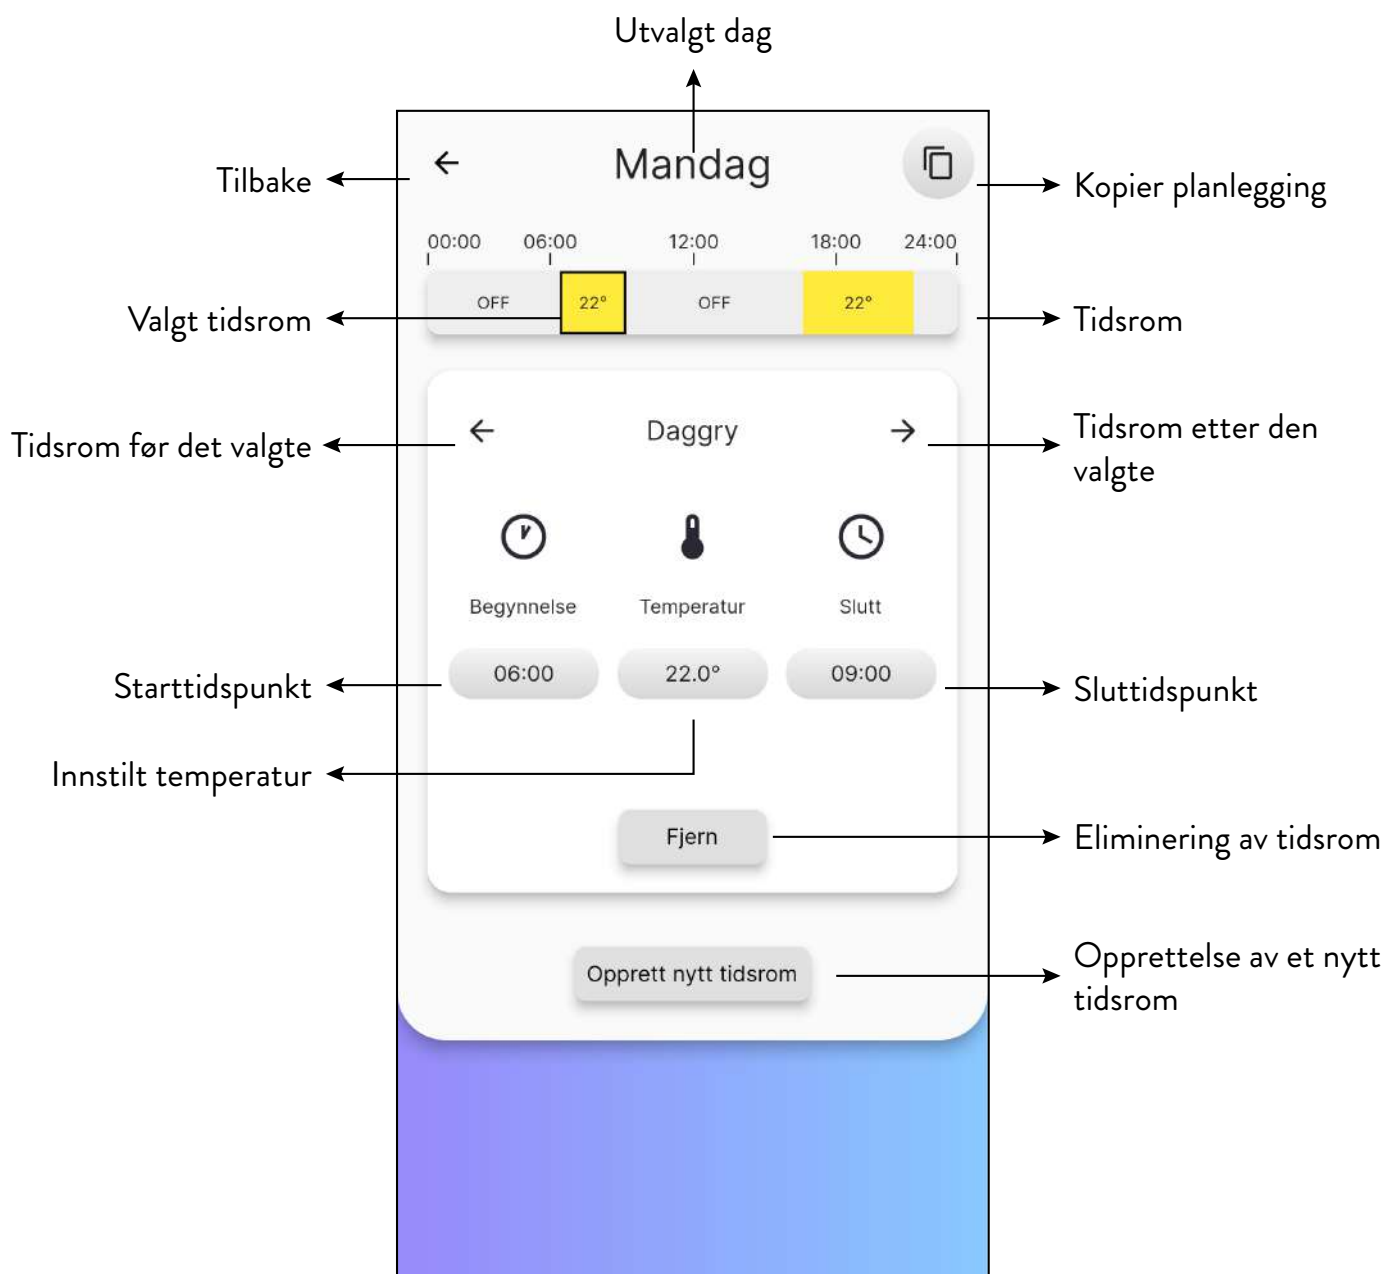 Utvalgt dag
Tilbake
Mandag
Kopier planlegging
00:00 06:00 12:00 18:00 24:00
Valgt tidsrom
OFF 22° OFF 22°
Tidsrom
Tidsrom før det valgte
Daggry
Tidsrom etter den
valgte
Begynnelse Temperatur Slutt
Starttidspunkt
06:00 22.0° 09:00
Sluttidspunkt
Innstilt temperatur
Fjern
Eliminering av tidsrom
Opprett nytt tidsrom
Opprettelse av et nytt
tidsrom